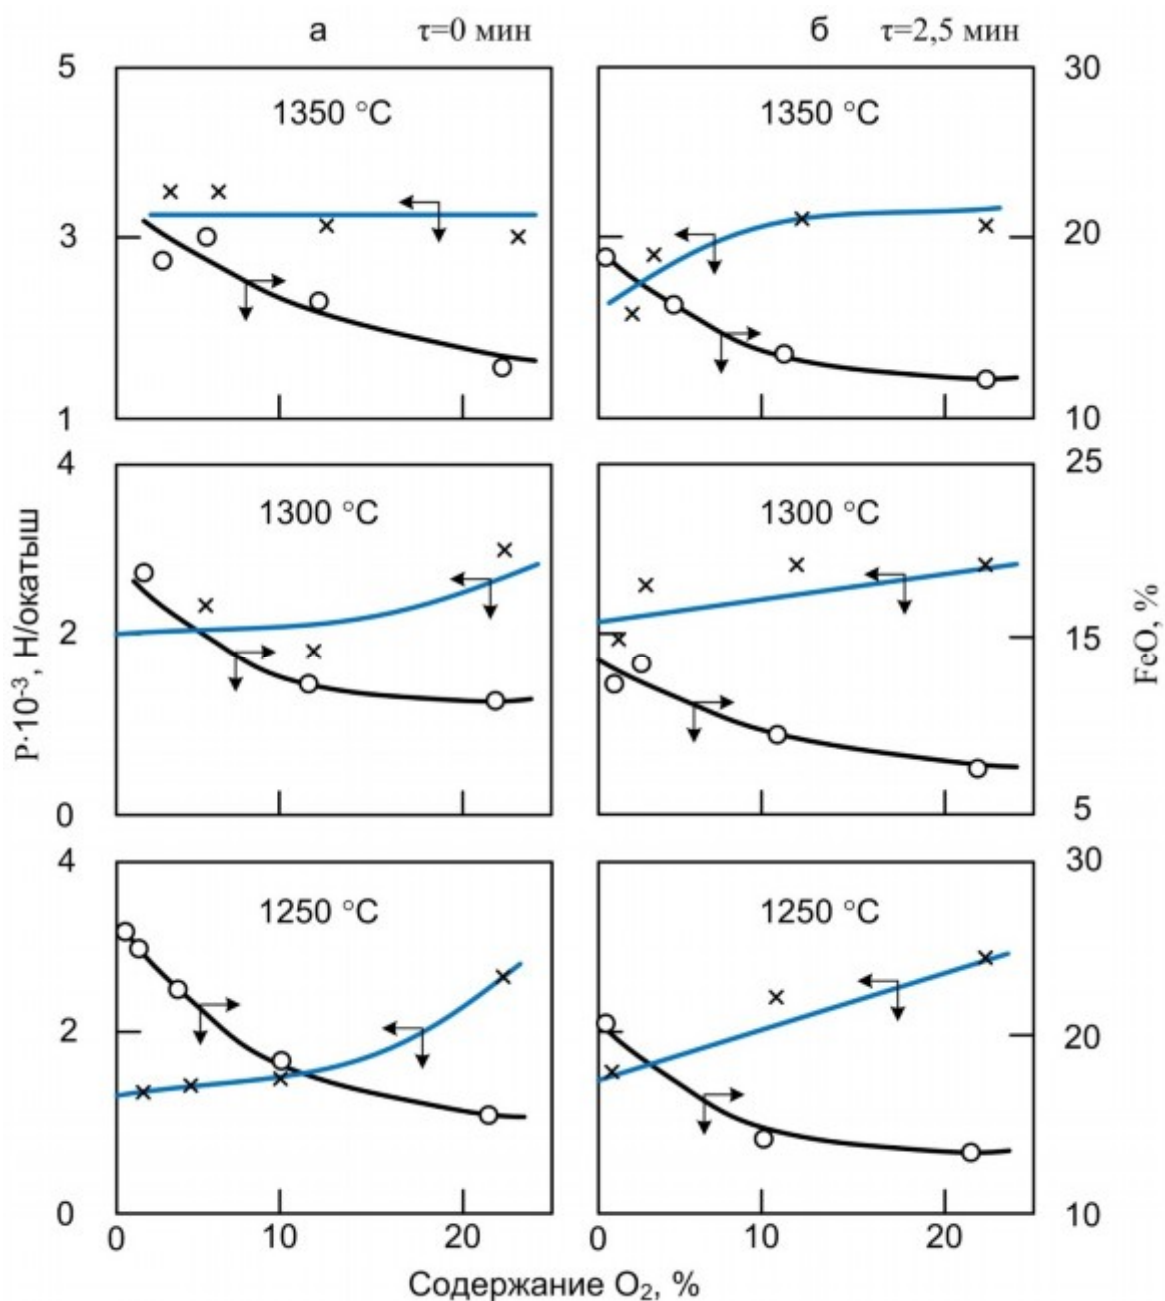 а τ=0 мин б τ=2,5 мин
5 30
1350 °C 1350 °C
3 20
1 10
4 25
1300 °C 1300 °C
2 15
0 5
4 30
1250 °C 1250 °C
2 20
0 10
0 10 20 0 10 20
Содержание O₂, %
P·10⁻³, Н/окатыш
FeO, %